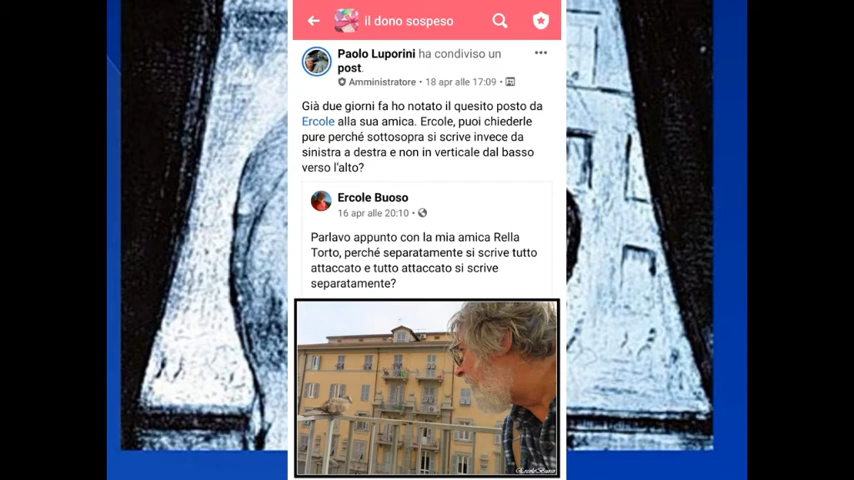 il dono sospeso
Paolo Luporini ha condiviso un
post.
Amministratore • 18 apr alle 17:09 •
Già due giorni fa ho notato il quesito posto da
Ercole alla sua amica. Ercole, puoi chiederle
pure perché sottosopra si scrive invece da
sinistra a destra e non in verticale dal basso
verso l'alto?
Ercole Buoso
16 apr alle 20:10 •
Parlavo appunto con la mia amica Rella
Torto, perché separatamente si scrive tutto
attaccato e tutto attaccato si scrive
separatamente?
ErcoleBuoso